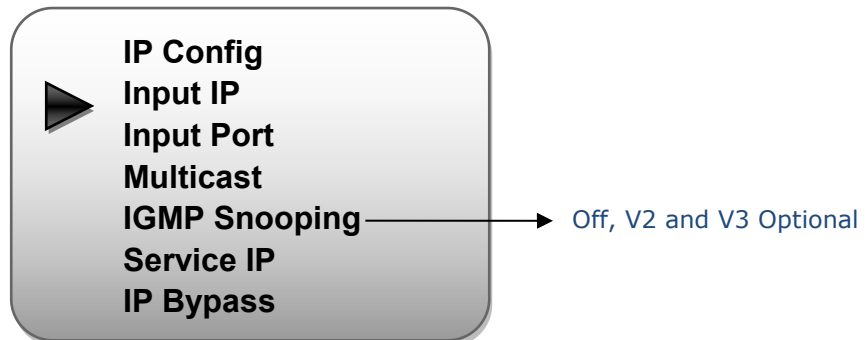 IP Config
Input IP
Input Port
Multicast
IGMP Snooping
Off, V2 and V3 Optional
Service IP
IP Bypass